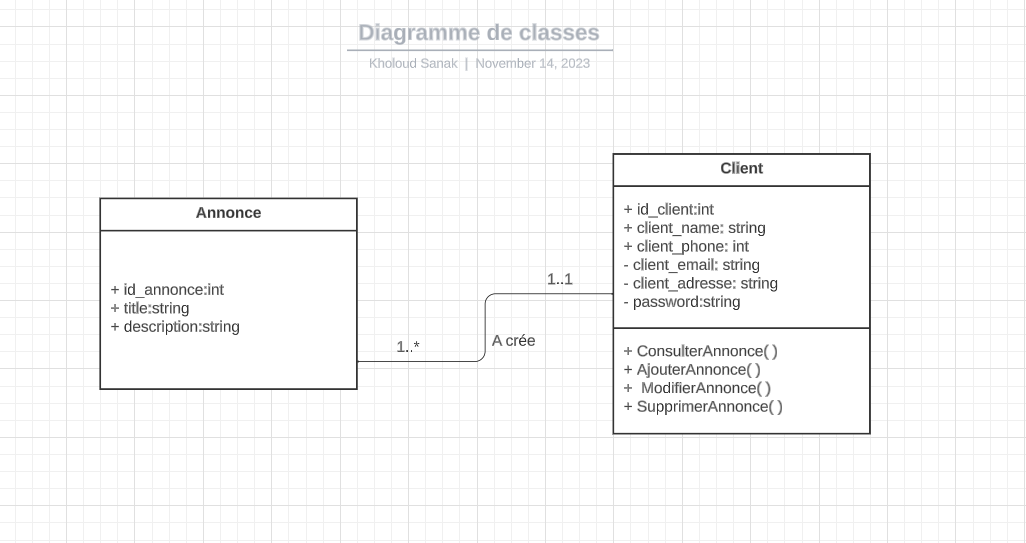 Diagramme de classes
Kholoud Sanak | November 14, 2023
Annonce
+ id_annonce:int
+ title:string
+ description:string
1..*
A crée
1..1
Client
+ id_client:int
+ client_name: string
+ client_phone: int
- client_email: string
- client_adresse: string
- password:string
+ ConsulterAnnonce( )
+ AjouterAnnonce( )
+ ModifierAnnonce( )
+ SupprimerAnnonce( )